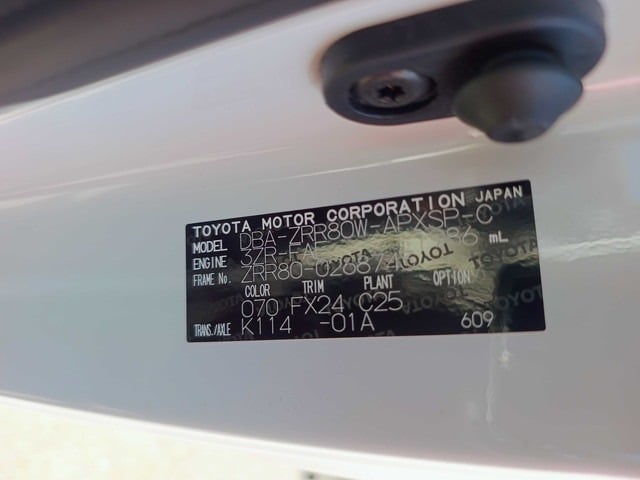 TOYOTA MOTOR CORPORATION JAPAN
MODEL DBA-ZRR80W-APXSP-C
ENGINE 3ZR-FAE 1986 mL
FRAME No. ZRR80-
COLOR TRIM PLANT OPTION
070 FX24 C25
TRANS./AXLE K114 -01A 609